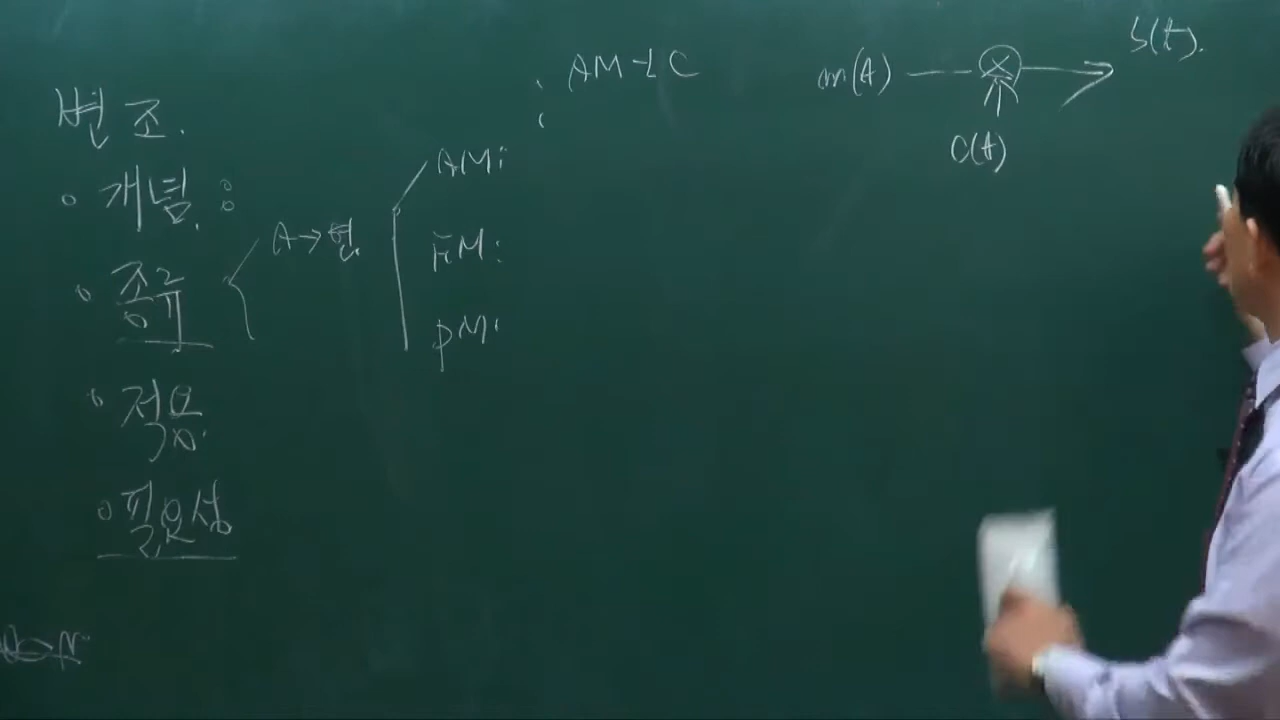 변조.
• 개념 :
• 종류
A→변
AM :
FM :
PM :
• 적용
• 필요성
: AM-LC
m(t) ⊗ s(t).
c(t)